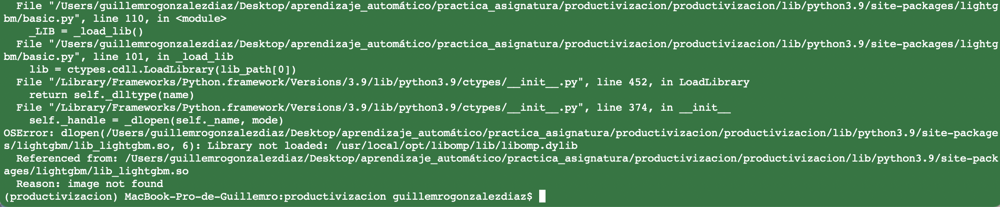 File "/Users/guillemrogonzalezdiaz/Desktop/aprendizaje_automático/practica_asignatura/productivizacion/productivizacion/lib/python3.9/site-packages/lightg
bm/basic.py", line 110, in <module>
    _LIB = _load_lib()
  File "/Users/guillemrogonzalezdiaz/Desktop/aprendizaje_automático/practica_asignatura/productivizacion/productivizacion/lib/python3.9/site-packages/lightg
bm/basic.py", line 101, in _load_lib
    lib = ctypes.cdll.LoadLibrary(lib_path[0])
  File "/Library/Frameworks/Python.framework/Versions/3.9/lib/python3.9/ctypes/__init__.py", line 452, in LoadLibrary
    return self._dlltype(name)
  File "/Library/Frameworks/Python.framework/Versions/3.9/lib/python3.9/ctypes/__init__.py", line 374, in __init__
    self._handle = _dlopen(self._name, mode)
OSError: dlopen(/Users/guillemrogonzalezdiaz/Desktop/aprendizaje_automático/practica_asignatura/productivizacion/productivizacion/lib/python3.9/site-package
s/lightgbm/lib_lightgbm.so, 6): Library not loaded: /usr/local/opt/libomp/lib/libomp.dylib
  Referenced from: /Users/guillemrogonzalezdiaz/Desktop/aprendizaje_automático/practica_asignatura/productivizacion/productivizacion/lib/python3.9/site-pack
ages/lightgbm/lib_lightgbm.so
  Reason: image not found
(productivizacion) MacBook-Pro-de-Guillemro:productivizacion guillemrogonzalezdiaz$